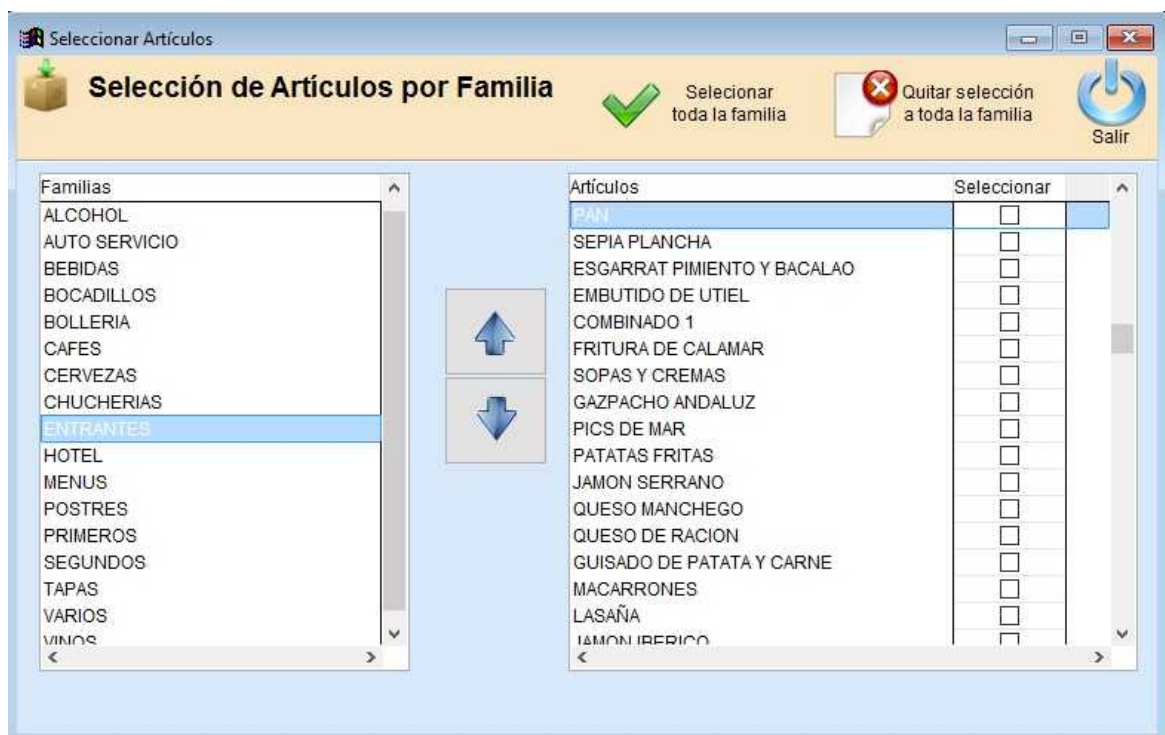 Seleccionar Artículos
Selección de Artículos por Familia
Selecionar
toda la familia
Quitar selección
a toda la familia
Salir
Familias
ALCOHOL
AUTO SERVICIO
BEBIDAS
BOCADILLOS
BOLLERIA
CAFES
CERVEZAS
CHUCHERIAS
ENTRANTES
HOTEL
MENUS
POSTRES
PRIMEROS
SEGUNDOS
TAPAS
VARIOS
VINOS
Artículos Seleccionar
PAN
SEPIA PLANCHA
ESGARRAT PIMIENTO Y BACALAO
EMBUTIDO DE UTIEL
COMBINADO 1
FRITURA DE CALAMAR
SOPAS Y CREMAS
GAZPACHO ANDALUZ
PICS DE MAR
PATATAS FRITAS
JAMON SERRANO
QUESO MANCHEGO
QUESO DE RACION
GUISADO DE PATATA Y CARNE
MACARRONES
LASAÑA
JAMON IBERICO